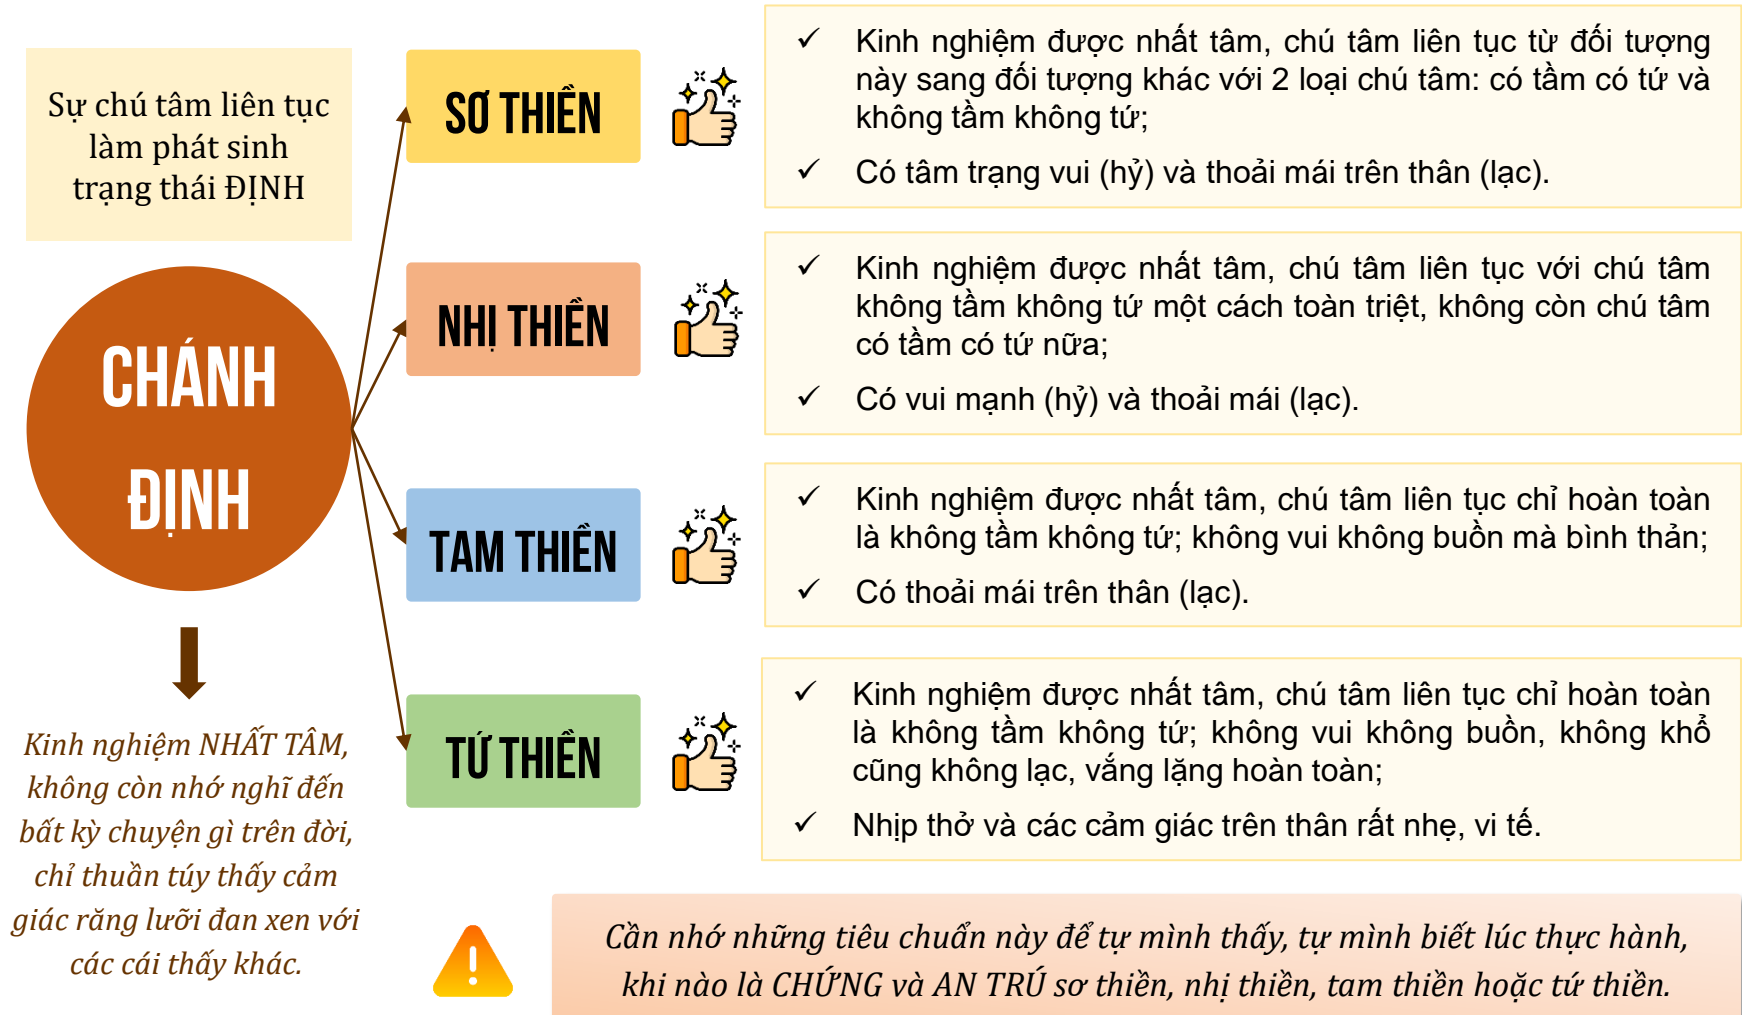 Sự chú tâm liên tục
làm phát sinh
trạng thái ĐỊNH
CHÁNH
ĐỊNH
Kinh nghiệm NHẤT TÂM,
không còn nhớ nghĩ đến
bất kỳ chuyện gì trên đời,
chỉ thuần túy thấy cảm
giác răng lưỡi đan xen với
các cái thấy khác.
SƠ THIỀN
✓ Kinh nghiệm được nhất tâm, chú tâm liên tục từ đối tượng
này sang đối tượng khác với 2 loại chú tâm: có tầm có tứ và
không tầm không tứ;
✓ Có tâm trạng vui (hỷ) và thoải mái trên thân (lạc).
NHỊ THIỀN
✓ Kinh nghiệm được nhất tâm, chú tâm liên tục với chú tâm
không tầm không tứ một cách toàn triệt, không còn chú tâm
có tầm có tứ nữa;
✓ Có vui mạnh (hỷ) và thoải mái (lạc).
TAM THIỀN
✓ Kinh nghiệm được nhất tâm, chú tâm liên tục chỉ hoàn toàn
là không tầm không tứ; không vui không buồn mà bình thản;
✓ Có thoải mái trên thân (lạc).
TỨ THIỀN
✓ Kinh nghiệm được nhất tâm, chú tâm liên tục chỉ hoàn toàn
là không tầm không tứ; không vui không buồn, không khổ
cũng không lạc, vắng lặng hoàn toàn;
✓ Nhịp thở và các cảm giác trên thân rất nhẹ, vi tế.
Cần nhớ những tiêu chuẩn này để tự mình thấy, tự mình biết lúc thực hành,
khi nào là CHỨNG và AN TRÚ sơ thiền, nhị thiền, tam thiền hoặc tứ thiền.